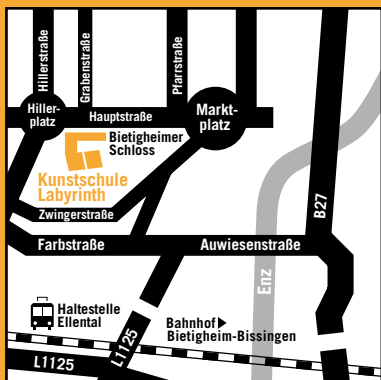 Hillerstraße
Grabenstraße
Pfarrstraße
Hiller-
platz
Hauptstraße
Markt-
platz
Bietigheimer
Schloss
Kunstschule
Labyrinth
Zwingerstraße
B27
Farbstraße
Auwiesenstraße
Enz
Haltestelle
Ellental
Bahnhof
Bietigheim-Bissingen
L1125
L1125